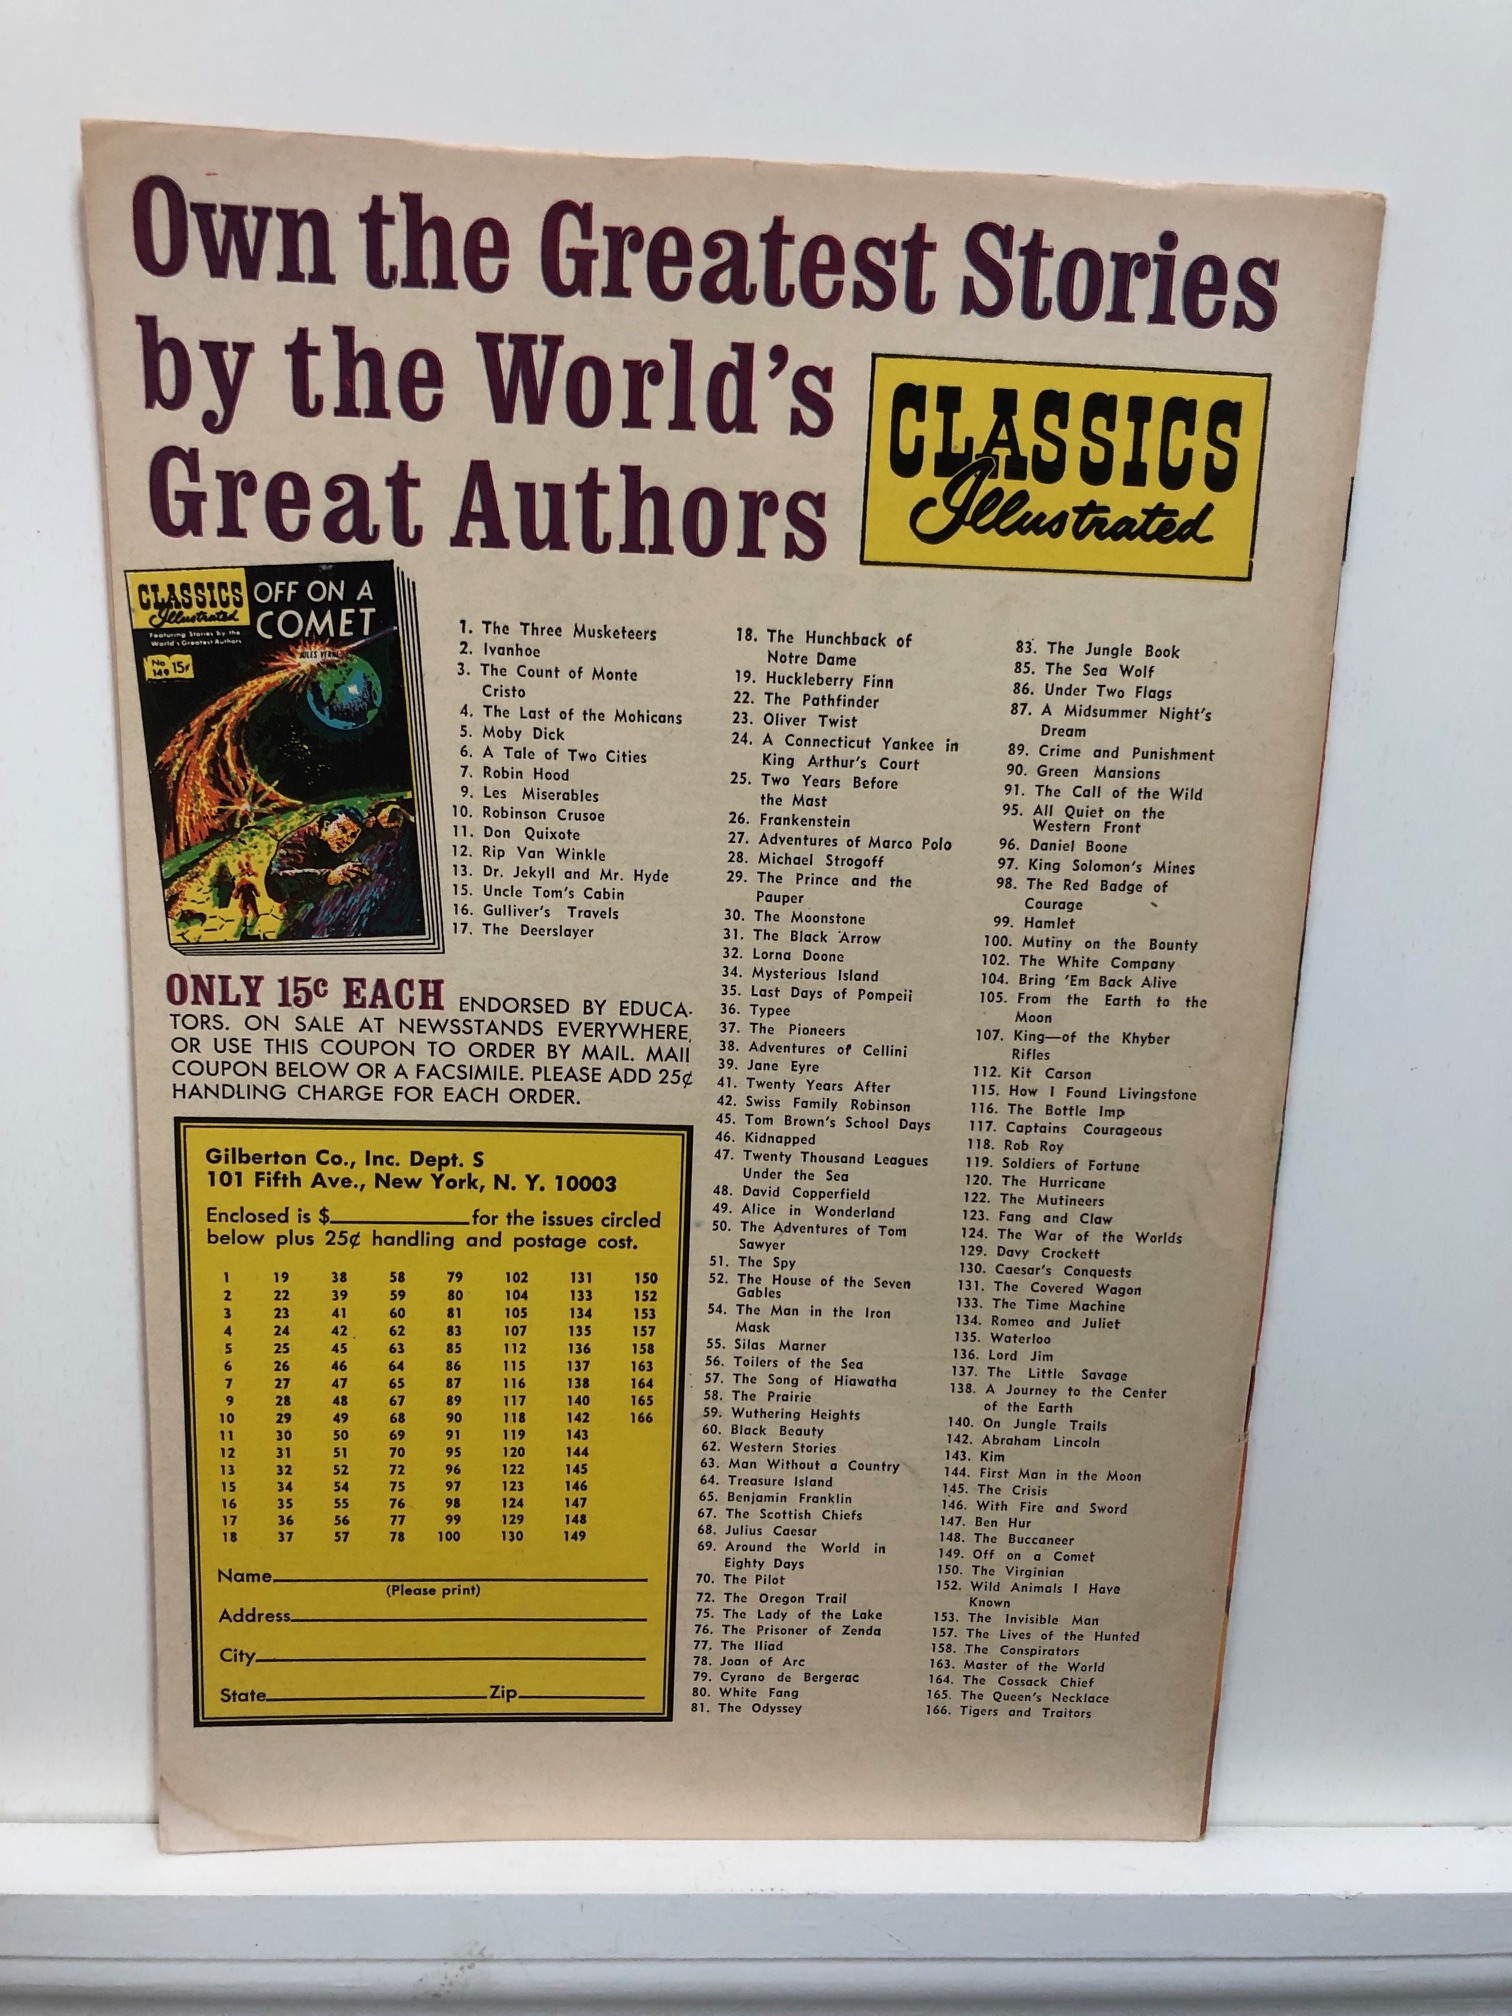 Own the Greatest Stories
by the World's
Great Authors
CLASSICS
Illustrated
CLASSICS
Illustrated
Featuring Stories by the
World's Greatest Authors
No
149
15¢
OFF ON A
COMET
JULES VERNE
1. The Three Musketeers
2. Ivanhoe
3. The Count of Monte
Cristo
4. The Last of the Mohicans
5. Moby Dick
6. A Tale of Two Cities
7. Robin Hood
9. Les Miserables
10. Robinson Crusoe
11. Don Quixote
12. Rip Van Winkle
13. Dr. Jekyll and Mr. Hyde
15. Uncle Tom's Cabin
16. Gulliver's Travels
17. The Deerslayer
ONLY 15¢ EACH ENDORSED BY EDUCA-
TORS. ON SALE AT NEWSSTANDS EVERYWHERE,
OR USE THIS COUPON TO ORDER BY MAIL. MAIL
COUPON BELOW OR A FACSIMILE. PLEASE ADD 25¢
HANDLING CHARGE FOR EACH ORDER.
Gilberton Co., Inc. Dept. S
101 Fifth Ave., New York, N. Y. 10003
Enclosed is $__________for the issues circled
below plus 25¢ handling and postage cost.
1 19 38 58 79 102 131 150
2 22 39 59 80 104 133 152
3 23 41 60 81 105 134 153
4 24 42 62 83 107 135 157
5 25 45 63 85 112 136 158
6 26 46 64 86 115 137 163
7 27 47 65 87 116 138 164
9 28 48 67 89 117 140 165
10 29 49 68 90 118 142 166
11 30 50 69 91 119 143
12 31 51 70 95 120 144
13 32 52 72 96 122 145
15 34 54 75 97 123 146
16 35 55 76 98 124 147
17 36 56 77 99 129 148
18 37 57 78 100 130 149
Name__________
(Please print)
Address__________
City__________
State__________Zip__________
18. The Hunchback of
Notre Dame
19. Huckleberry Finn
22. The Pathfinder
23. Oliver Twist
24. A Connecticut Yankee in
King Arthur's Court
25. Two Years Before
the Mast
26. Frankenstein
27. Adventures of Marco Polo
28. Michael Strogoff
29. The Prince and the
Pauper
30. The Moonstone
31. The Black Arrow
32. Lorna Doone
34. Mysterious Island
35. Last Days of Pompeii
36. Typee
37. The Pioneers
38. Adventures of Cellini
39. Jane Eyre
41. Twenty Years After
42. Swiss Family Robinson
45. Tom Brown's School Days
46. Kidnapped
47. Twenty Thousand Leagues
Under the Sea
48. David Copperfield
49. Alice in Wonderland
50. The Adventures of Tom
Sawyer
51. The Spy
52. The House of the Seven
Gables
54. The Man in the Iron
Mask
55. Silas Marner
56. Toilers of the Sea
57. The Song of Hiawatha
58. The Prairie
59. Wuthering Heights
60. Black Beauty
62. Western Stories
63. Man Without a Country
64. Treasure Island
65. Benjamin Franklin
67. The Scottish Chiefs
68. Julius Caesar
69. Around the World in
Eighty Days
70. The Pilot
72. The Oregon Trail
75. The Lady of the Lake
76. The Prisoner of Zenda
77. The Iliad
78. Joan of Arc
79. Cyrano de Bergerac
80. White Fang
81. The Odyssey
83. The Jungle Book
85. The Sea Wolf
86. Under Two Flags
87. A Midsummer Night's
Dream
89. Crime and Punishment
90. Green Mansions
91. The Call of the Wild
95. All Quiet on the
Western Front
96. Daniel Boone
97. King Solomon's Mines
98. The Red Badge of
Courage
99. Hamlet
100. Mutiny on the Bounty
102. The White Company
104. Bring 'Em Back Alive
105. From the Earth to the
Moon
107. King—of the Khyber
Rifles
112. Kit Carson
115. How I Found Livingstone
116. The Bottle Imp
117. Captains Courageous
118. Rob Roy
119. Soldiers of Fortune
120. The Hurricane
122. The Mutineers
123. Fang and Claw
124. The War of the Worlds
129. Davy Crockett
130. Caesar's Conquests
131. The Covered Wagon
133. The Time Machine
134. Romeo and Juliet
135. Waterloo
136. Lord Jim
137. The Little Savage
138. A Journey to the Center
of the Earth
140. On Jungle Trails
142. Abraham Lincoln
143. Kim
144. First Man in the Moon
145. The Crisis
146. With Fire and Sword
147. Ben Hur
148. The Buccaneer
149. Off on a Comet
150. The Virginian
152. Wild Animals I Have
Known
153. The Invisible Man
157. The Lives of the Hunted
158. The Conspirators
163. Master of the World
164. The Cossack Chief
165. The Queen's Necklace
166. Tigers and Traitors